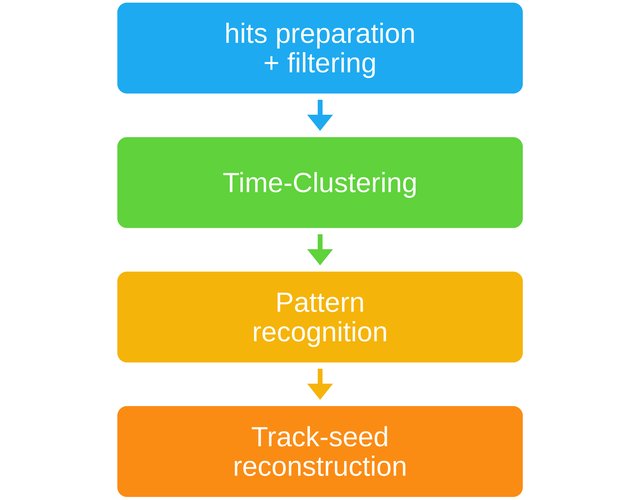 hits preparation
+ filtering
Time-Clustering
Pattern
recognition
Track-seed
reconstruction